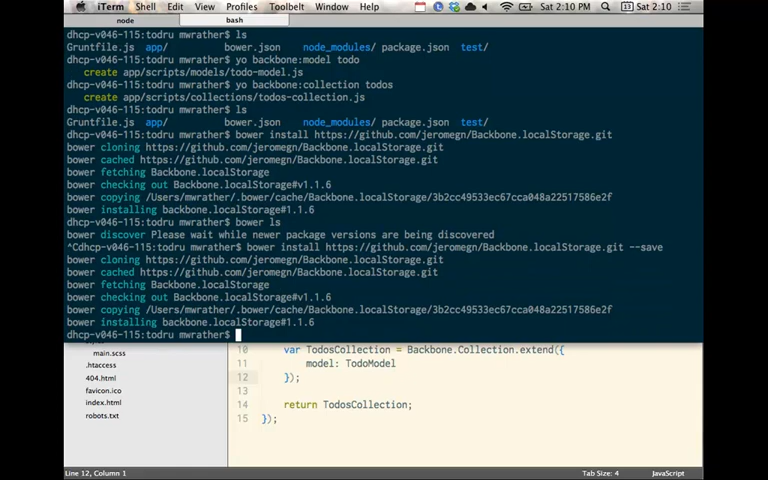 iTerm Shell Edit View Profiles Toolbelt Window Help Sat 2:10 PM 13 Sat 2:10
node bash
dhcp-v046-115:todru mwrather$ ls
Gruntfile.js app/ bower.json node_modules/ package.json test/
dhcp-v046-115:todru mwrather$ yo backbone:model todo
create app/scripts/models/todo-model.js
dhcp-v046-115:todru mwrather$ yo backbone:collection todos
create app/scripts/collections/todos-collection.js
dhcp-v046-115:todru mwrather$ ls
Gruntfile.js app/ bower.json node_modules/ package.json test/
dhcp-v046-115:todru mwrather$ bower install https://github.com/jeromegn/Backbone.localStorage.git
bower cloning https://github.com/jeromegn/Backbone.localStorage.git
bower cached https://github.com/jeromegn/Backbone.localStorage.git
bower fetching Backbone.localStorage
bower checking out Backbone.localStorage#v1.1.6
bower copying /Users/mwrather/.bower/cache/Backbone.localStorage/3b2cc49533ec67cca048a22517586e2f
bower installing backbone.localStorage#1.1.6
dhcp-v046-115:todru mwrather$ bower ls
bower discover Please wait while newer package versions are being discovered
^Cdhcp-v046-115:todru mwrather$ bower install https://github.com/jeromegn/Backbone.localStorage.git --save
bower cloning https://github.com/jeromegn/Backbone.localStorage.git
bower cached https://github.com/jeromegn/Backbone.localStorage.git
bower fetching Backbone.localStorage
bower checking out Backbone.localStorage#v1.1.6
bower copying /Users/mwrather/.bower/cache/Backbone.localStorage/3b2cc49533ec67cca048a22517586e2f
bower installing backbone.localStorage#1.1.6
dhcp-v046-115:todru mwrather$
main.scss
.htaccess
404.html
favicon.ico
index.html
robots.txt
10 var TodosCollection = Backbone.Collection.extend({
11 model: TodoModel
12 });
13
14 return TodosCollection;
15 });
Line 12, Column 1 Tab Size: 4 JavaScript